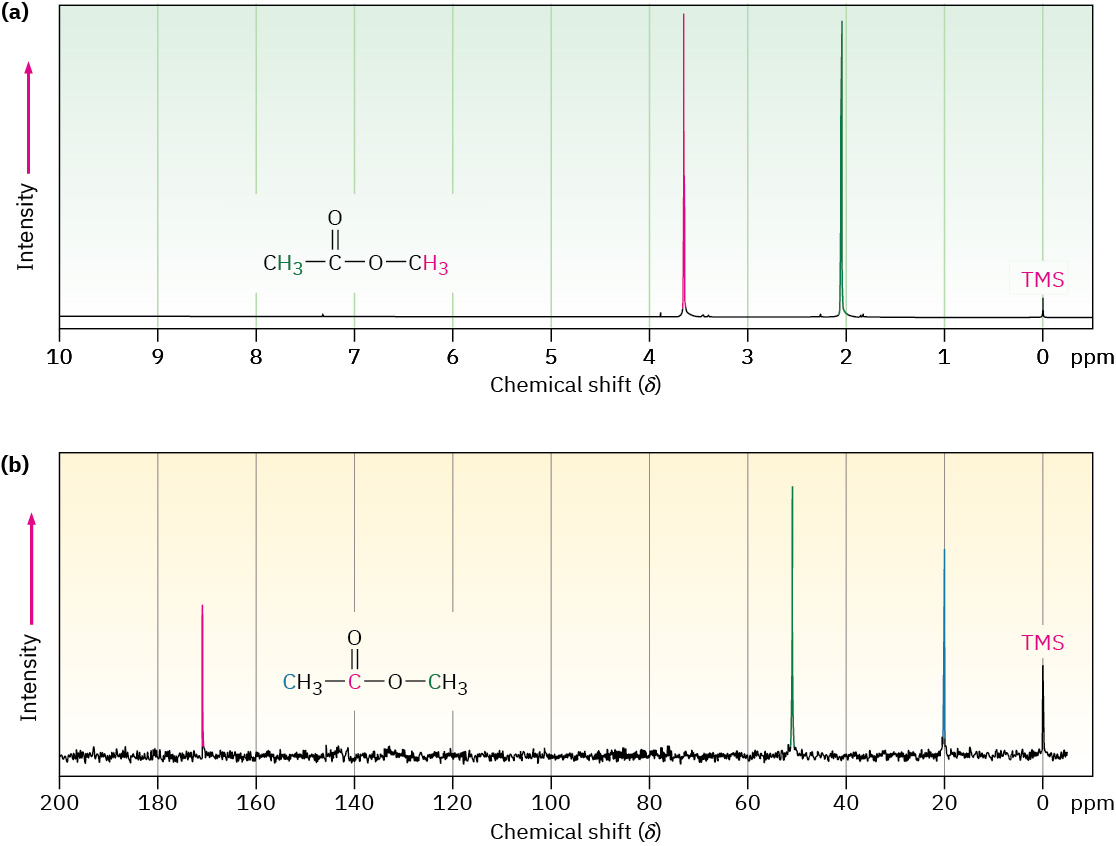 (a)
Intensity
O
CH3 C O CH3
TMS
10 9 8 7 6 5 4 3 2 1 0 ppm
Chemical shift (δ)
(b)
Intensity
O
CH3 C O CH3
TMS
200 180 160 140 120 100 80 60 40 20 0 ppm
Chemical shift (δ)